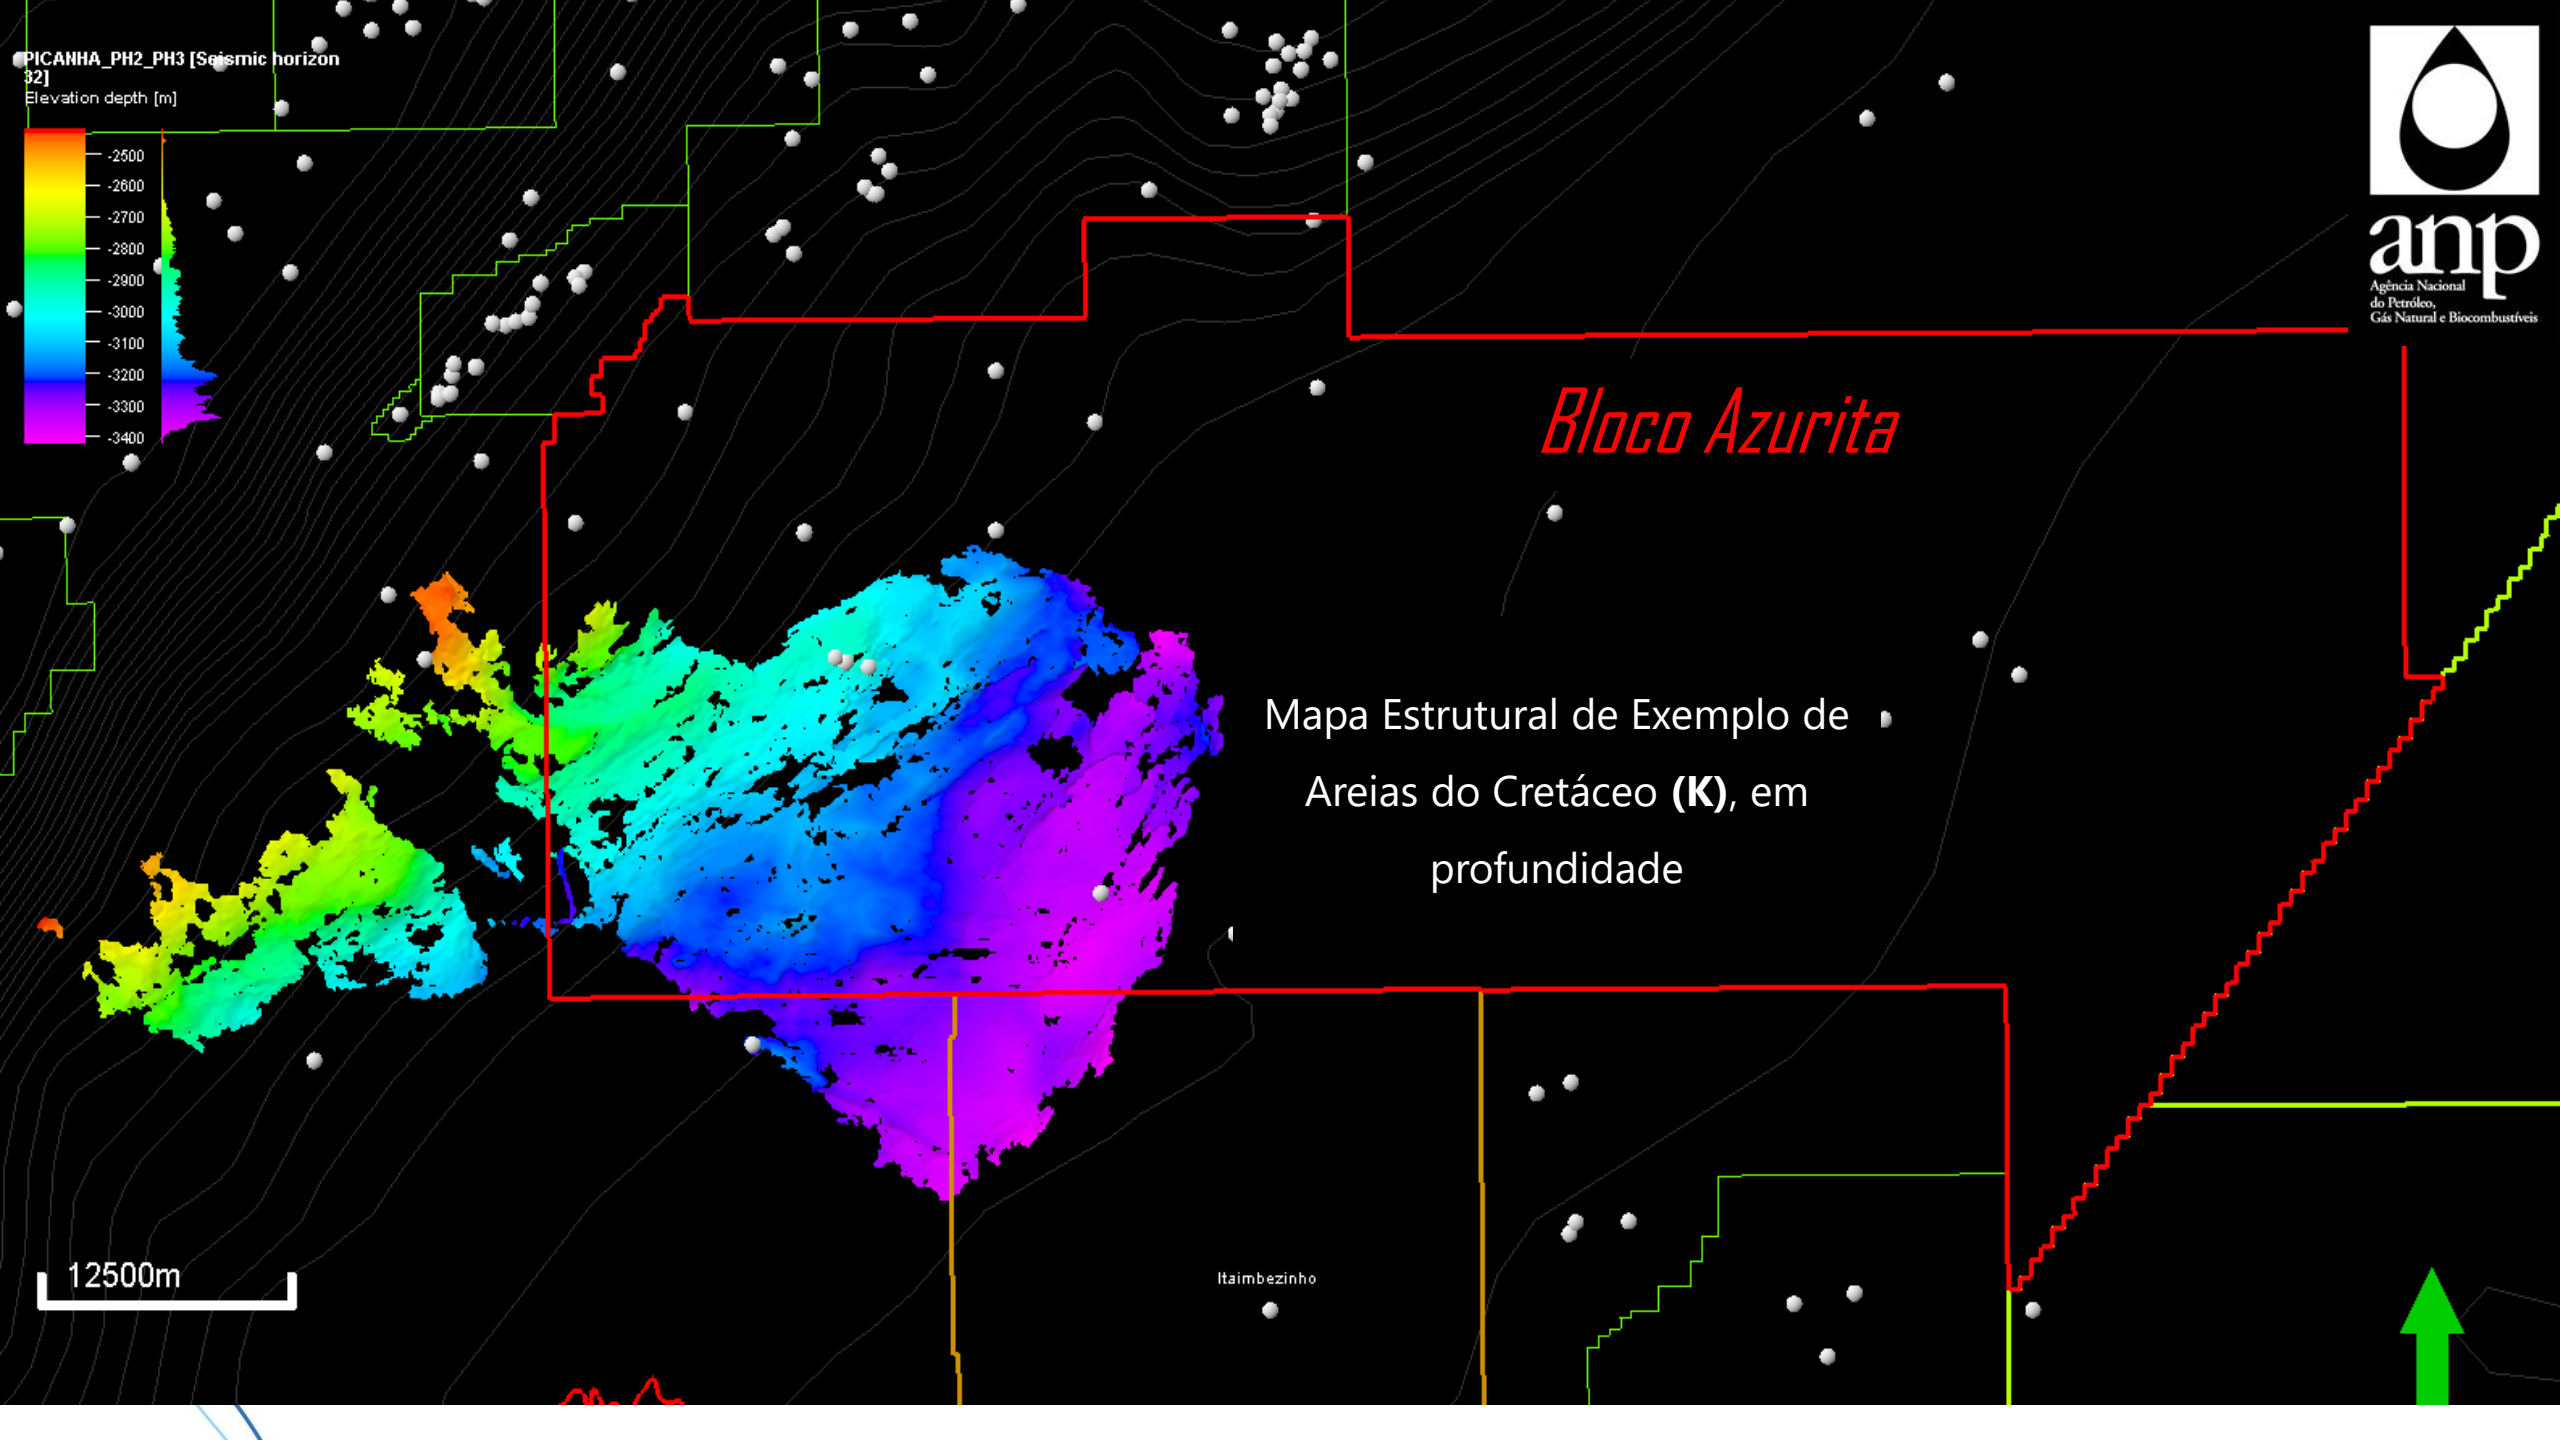 PICANHA_PH2_PH3 [Seismic horizon
32]
Elevation depth [m]
-2500
-2600
-2700
-2800
-2900
-3000
-3100
-3200
-3300
-3400
anp
Agência Nacional
do Petróleo,
Gás Natural e Biocombustíveis
Bloco Azurita
Mapa Estrutural de Exemplo de
Areias do Cretáceo (K), em
profundidade
12500m
Itaimbezinho